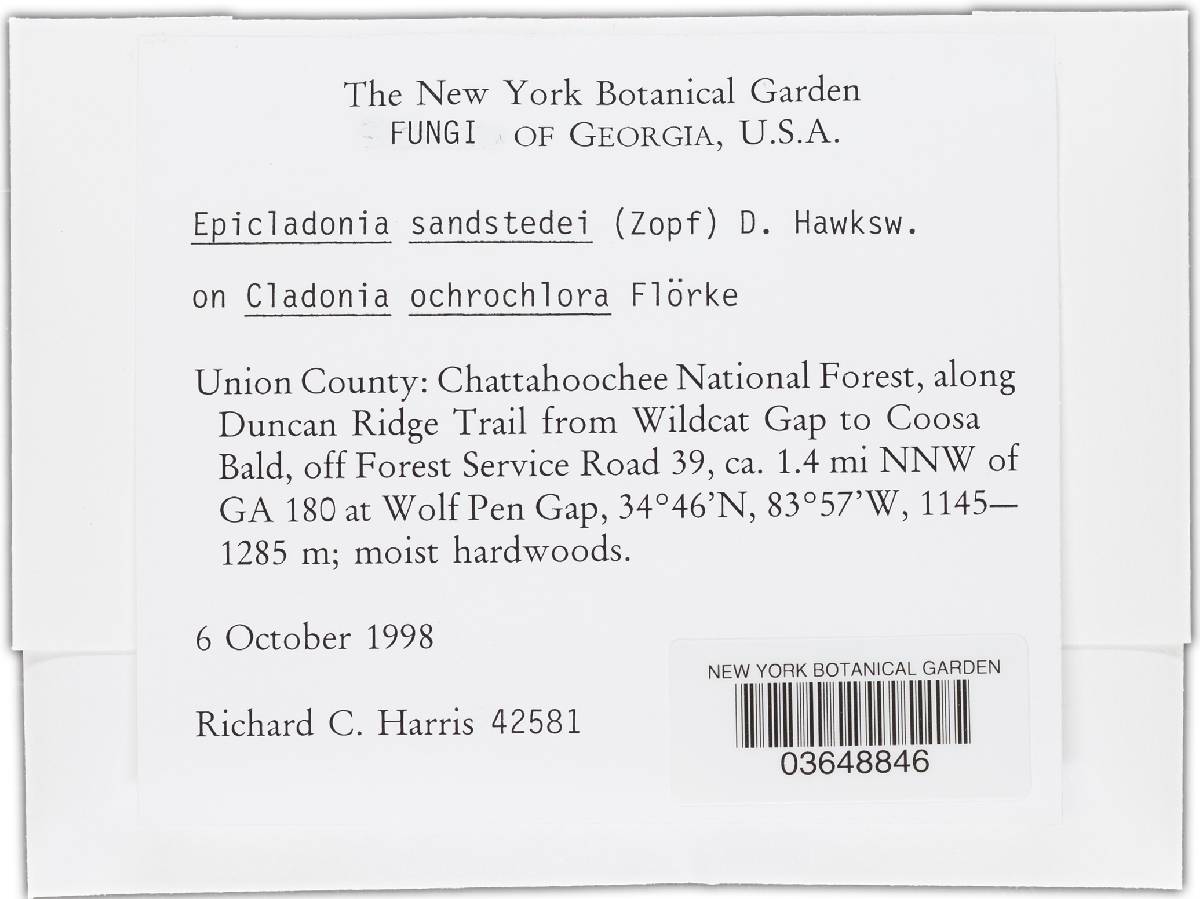 The New York Botanical Garden
FUNGI OF GEORGIA, U.S.A.
Epicladonia sandstedei (Zopf) D. Hawksw.
on Cladonia ochrochlora Flörke
Union County: Chattahoochee National Forest, along
Duncan Ridge Trail from Wildcat Gap to Coosa
Bald, off Forest Service Road 39, ca. 1.4 mi NNW of
GA 180 at Wolf Pen Gap, 34°46’N, 83°57’W, 1145—
1285 m; moist hardwoods.
6 October 1998
Richard C. Harris 42581
NEW YORK BOTANICAL GARDEN
03648846